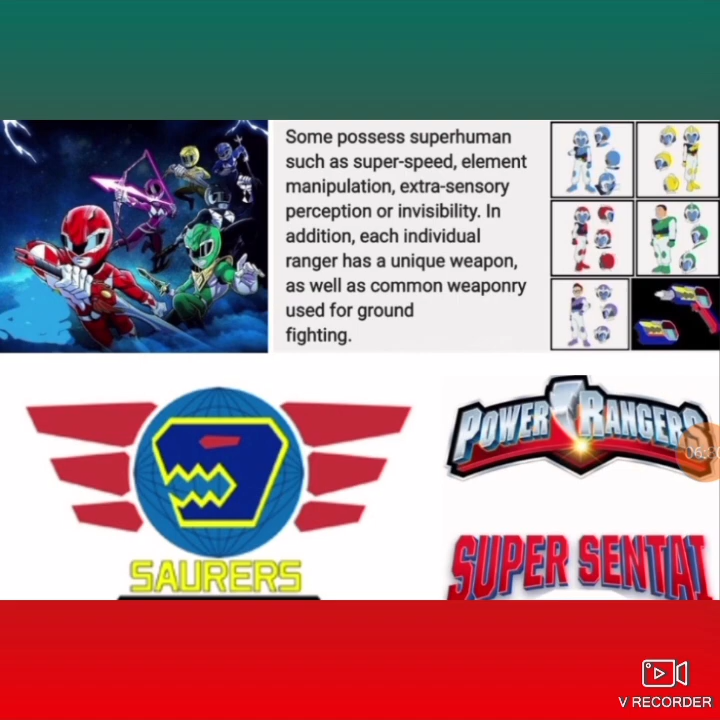 Some possess superhuman
such as super-speed, element
manipulation, extra-sensory
perception or invisibility. In
addition, each individual
ranger has a unique weapon,
as well as common weaponry
used for ground
fighting.
SAURERS
POWER RANGERS
SUPER SENTAI
V RECORDER